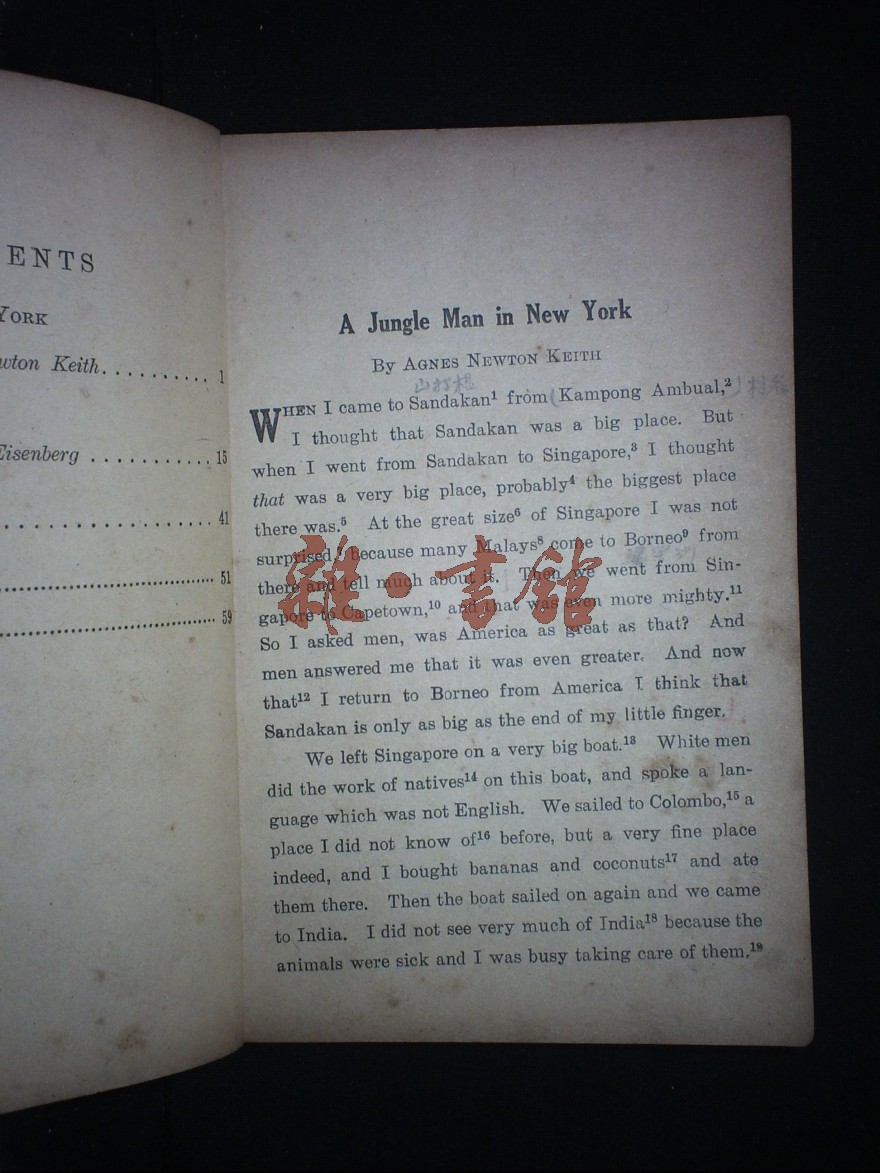 ENTS
YORK
wton Keith.......... 1
Eisenberg ............ 15
.................. 41
.................. 51
.................. 59
A Jungle Man in New York
By AGNES NEWTON KEITH
山打根
WHEN I came to Sandakan¹ from (Kampong Ambual,²) 村名
I thought that Sandakan was a big place. But
when I went from Sandakan to Singapore,³ I thought
that was a very big place, probably⁴ the biggest place
there was.⁵ At the great size⁶ of Singapore I was not
surprised,⁷ because many Malays⁸ come to Borneo⁹ from
there and tell much about it. Then we went from Sin-
gapore to Capetown,¹⁰ and that was even more mighty.¹¹
So I asked men, was America as great as that? And
men answered me that it was even greater. And now
that¹² I return to Borneo from America I think that
Sandakan is only as big as the end of my little finger.
We left Singapore on a very big boat.¹³ White men
did the work of natives¹⁴ on this boat, and spoke a lan-
guage which was not English. We sailed to Colombo,¹⁵ a
place I did not know of¹⁶ before, but a very fine place
indeed, and I bought bananas and coconuts¹⁷ and ate
them there. Then the boat sailed on again and we came
to India. I did not see very much of India¹⁸ because the
animals were sick and I was busy taking care of them.¹⁹
雜·書館